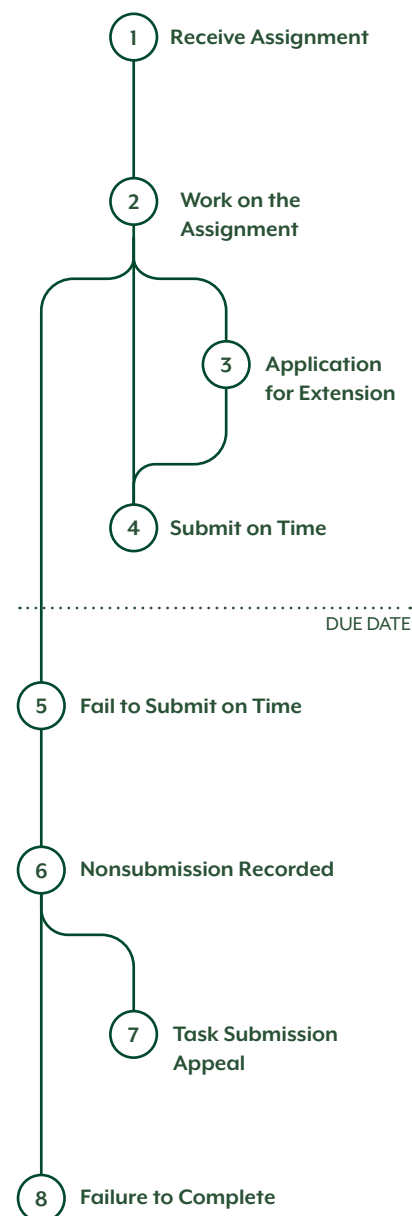 1 Receive Assignment
2 Work on the
Assignment
3 Application
for Extension
4 Submit on Time
DUE DATE
5 Fail to Submit on Time
6 Nonsubmission Recorded
7 Task Submission
Appeal
8 Failure to Complete